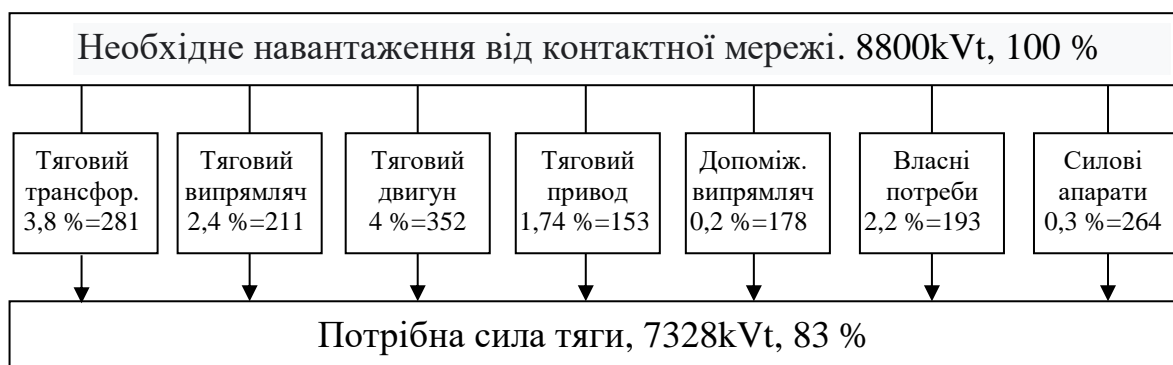 Необхідне навантаження від контактної мережі. 8800kVt, 100 %
Тяговий
трансфор.
3,8 %=281
Тяговий
випрямляч
2,4 %=211
Тяговий
двигун
4 %=352
Тяговий
привод
1,74 %=153
Допоміж.
випрямляч
0,2 %=178
Власні
потреби
2,2 %=193
Силові
апарати
0,3 %=264
Потрібна сила тяги, 7328kVt, 83 %